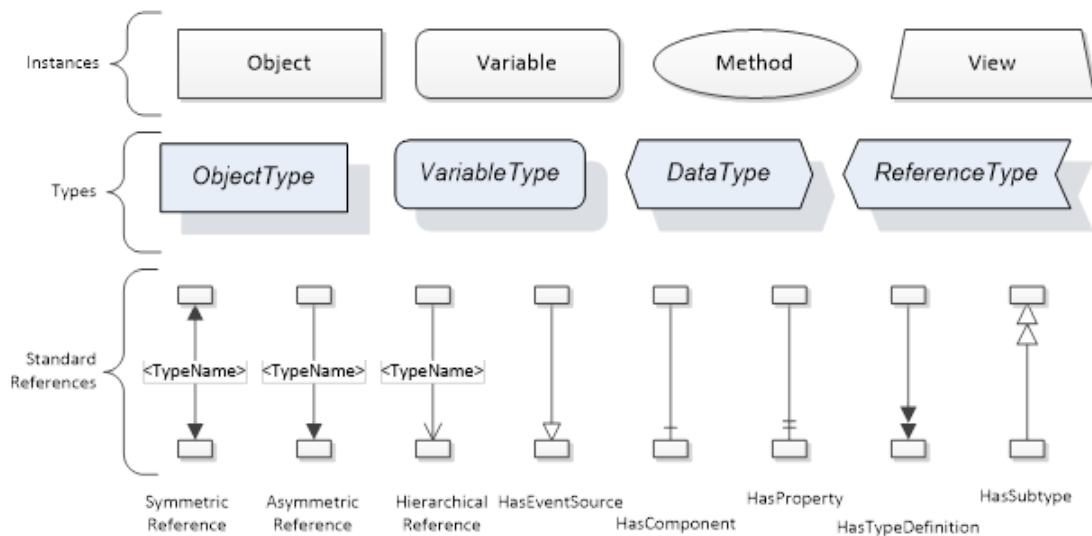 Instances
Object
Variable
Method
View
Types
ObjectType
VariableType
DataType
ReferenceType
Standard
References
<TypeName>
<TypeName>
<TypeName>
Symmetric
Reference
Asymmetric
Reference
Hierarchical
Reference
HasEventSource
HasComponent
HasProperty
HasTypeDefinition
HasSubtype